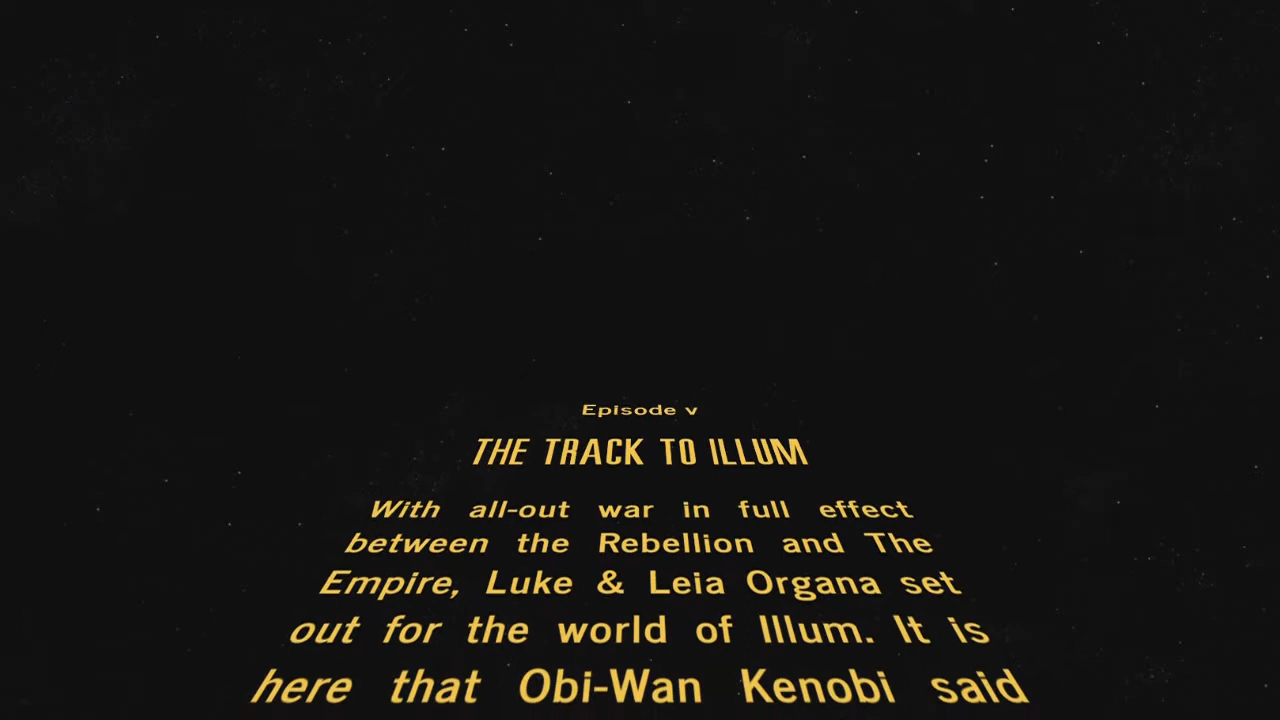 Episode v
THE TRACK TO ILLUM
With all-out war in full effect
between the Rebellion and The
Empire, Luke & Leia Organa set
out for the world of Illum. It is
here that Obi-Wan Kenobi said